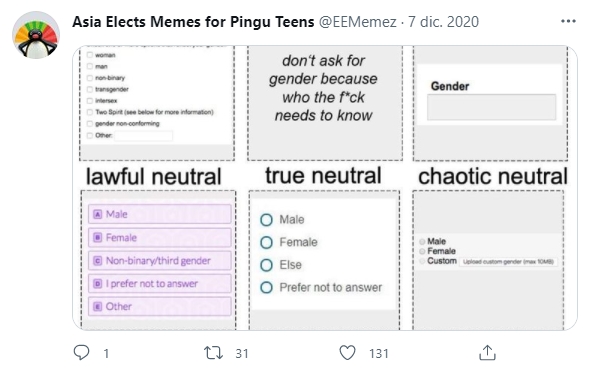 Asia Elects Memes for Pingu Teens @EEMemez · 7 dic. 2020
woman
man
non-binary
transgender
intersex
Two Spirit (see below for more information)
gender non-conforming
Other:
don't ask for
gender because
who the f*ck
needs to know
Gender
lawful neutral
true neutral
chaotic neutral
A Male
B Female
C Non-binary/third gender
D I prefer not to answer
E Other
Male
Female
Else
Prefer not to answer
Male
Female
Custom Upload custom gender (max 10MB)
1 31 131